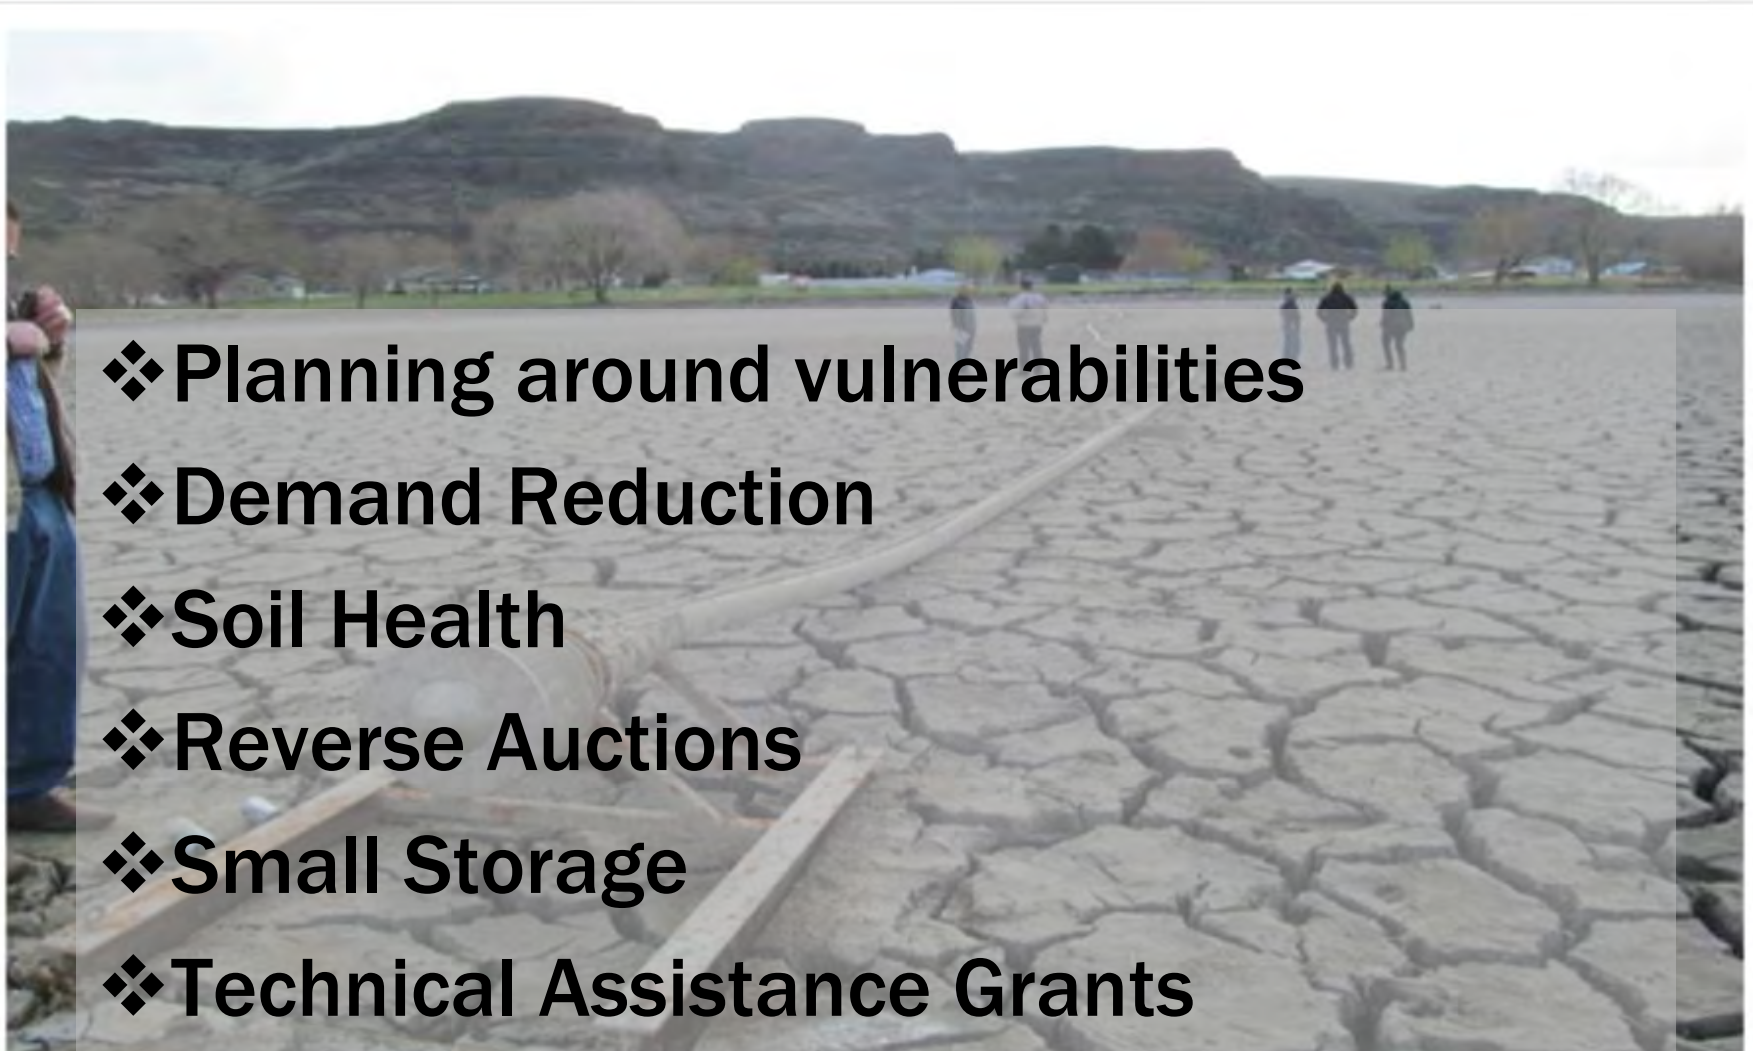 ❖Planning around vulnerabilities
❖Demand Reduction
❖Soil Health
❖Reverse Auctions
❖Small Storage
❖Technical Assistance Grants